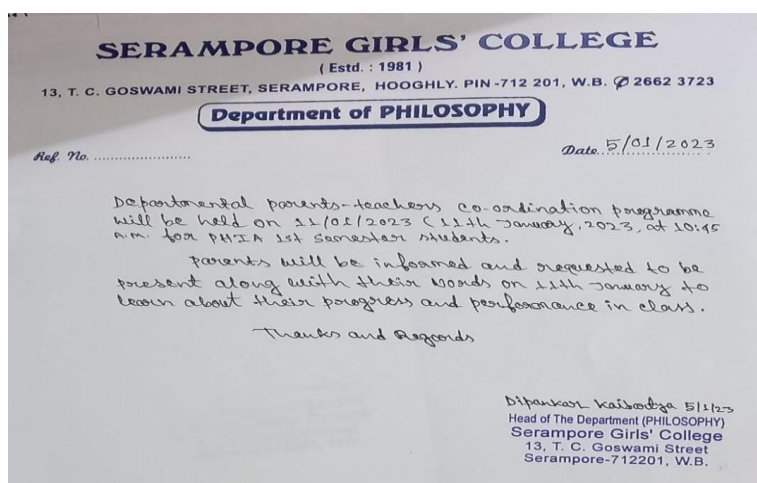 SERAMPORE GIRLS' COLLEGE
( Estd. : 1981 )
13, T. C. GOSWAMI STREET, SERAMPORE, HOOGHLY. PIN -712 201, W.B. ✆ 2662 3723
Department of PHILOSOPHY
Ref. No. ........................
Date. 5/01/2023
Departmental parents-teachers co-ordination programme
will be held on 11/01/2023 (11th January, 2023, at 10:45
A.M. for PHIA 1st semester students.
Parents will be informed and requested to be
present along with their words on 11th January to
learn about their progress and performance in class.
Thanks and Regards
Dipankar 5/1/23
Head of The Department (PHILOSOPHY)
Serampore Girls' College
13, T. C. Goswami Street
Serampore-712201, W.B.